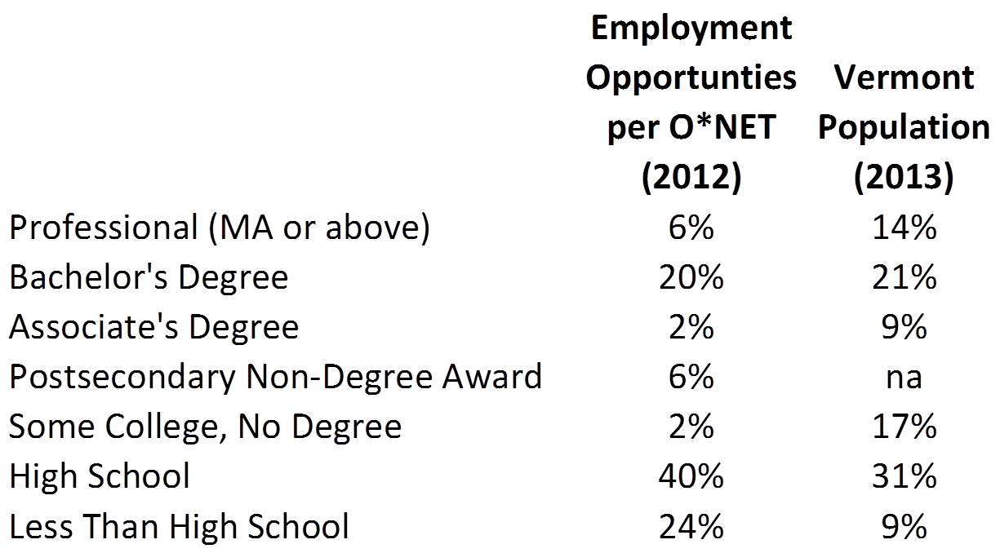 Employment
Opportunties Vermont
per O*NET Population
(2012) (2013)
Professional (MA or above) 6% 14%
Bachelor's Degree 20% 21%
Associate's Degree 2% 9%
Postsecondary Non-Degree Award 6% na
Some College, No Degree 2% 17%
High School 40% 31%
Less Than High School 24% 9%